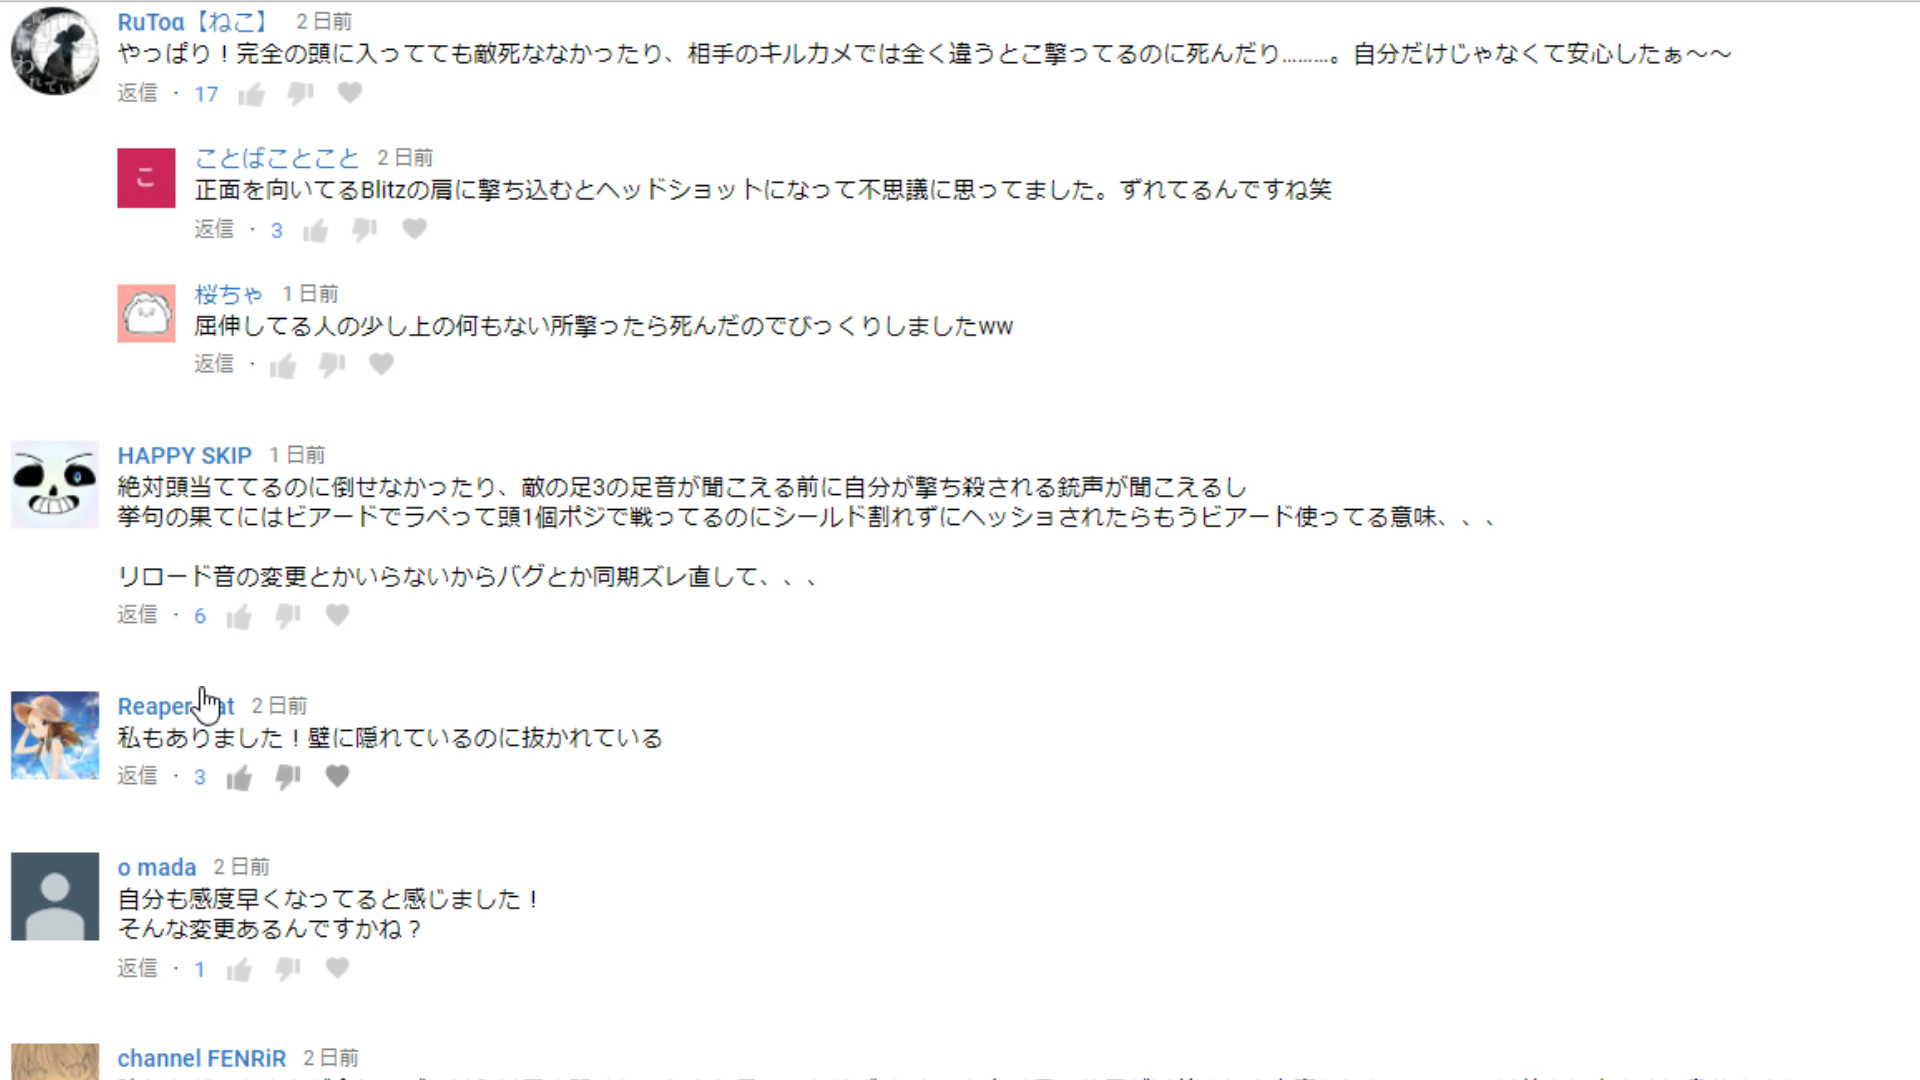 RuToα【ねこ】 2 日前
やっぱり！完全の頭に入ってても敵死ななかったり、相手のキルカメでは全く違うとこ撃ってるのに死んだり………。自分だけじゃなくて安心したぁ～～
返信 · 17
こ
ことばことこと 2 日前
正面を向いてるBlitzの肩に撃ち込むとヘッドショットになって不思議に思ってました。ずれてるんですね笑
返信 · 3
桜ちゃ 1 日前
屈伸してる人の少し上の何もない所撃ったら死んだのでびっくりしましたww
返信 ·
HAPPY SKIP 1 日前
絶対頭当ててるのに倒せなかったり、敵の足3の足音が聞こえる前に自分が撃ち殺される銃声が聞こえるし
挙句の果てにはビアードでラペって頭1個ポジで戦ってるのにシールド割れずにヘッショされたらもうビアード使ってる意味、、、
リロード音の変更とかいらないからバグとか同期ズレ直して、、、
返信 · 6
Reaper at 2 日前
私もありました！壁に隠れているのに抜かれている
返信 · 3
o mada 2 日前
自分も感度早くなってると感じました！
そんな変更あるんですかね？
返信 · 1
channel FENRiR 2 日前